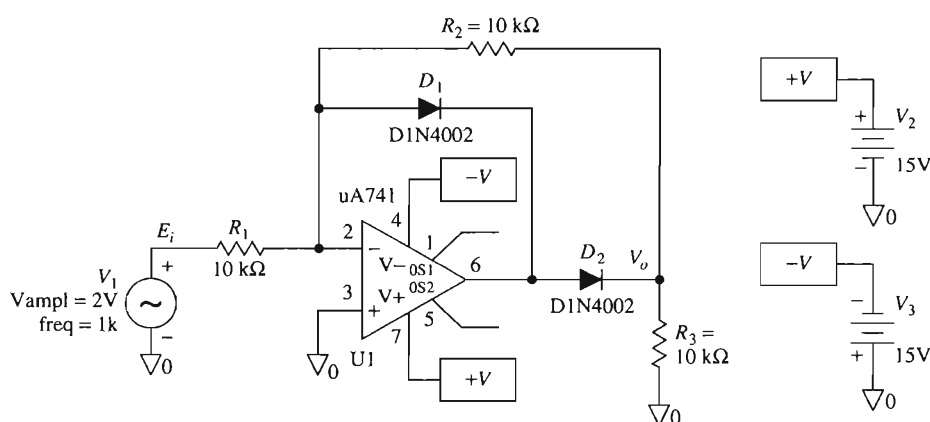 R2 = 10 kΩ
D1
D1N4002
+V
+
V2
−
15V
0
uA741
−V
4
Ei
R1
10 kΩ
2
−
1
V−
0S1
0S2
6
D2
Vo
D1N4002
V1
+
Vampl = 2V
freq = 1k
−
0
3
V+
+
5
7
U1
0
+V
R3 =
10 kΩ
0
−V
−
V3
+
15V
0